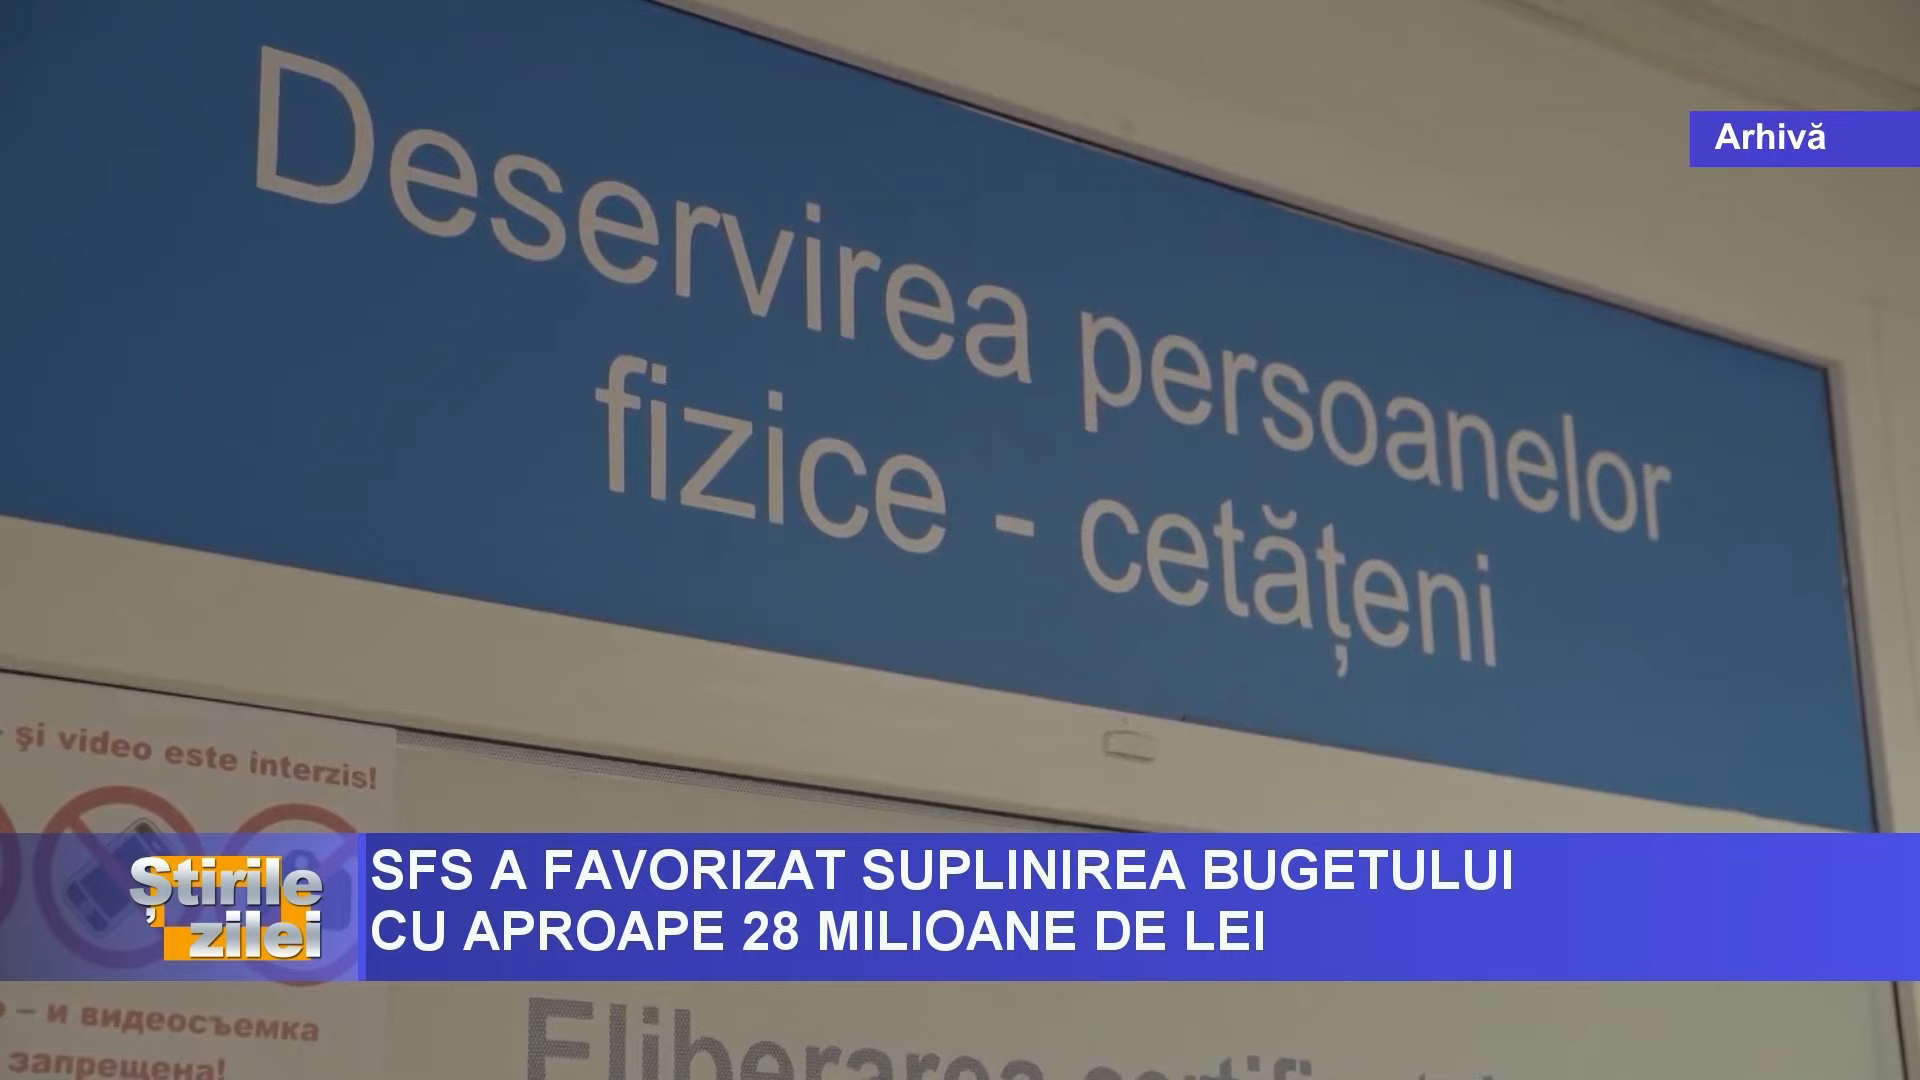 Deservirea persoanelor
fizice - cetățeni
Arhivă
și video este interzis!
Știrile
zilei
SFS A FAVORIZAT SUPLINIREA BUGETULUI
CU APROAPE 28 MILIOANE DE LEI
– и видеосъемка
запрещена!
Eliberarea